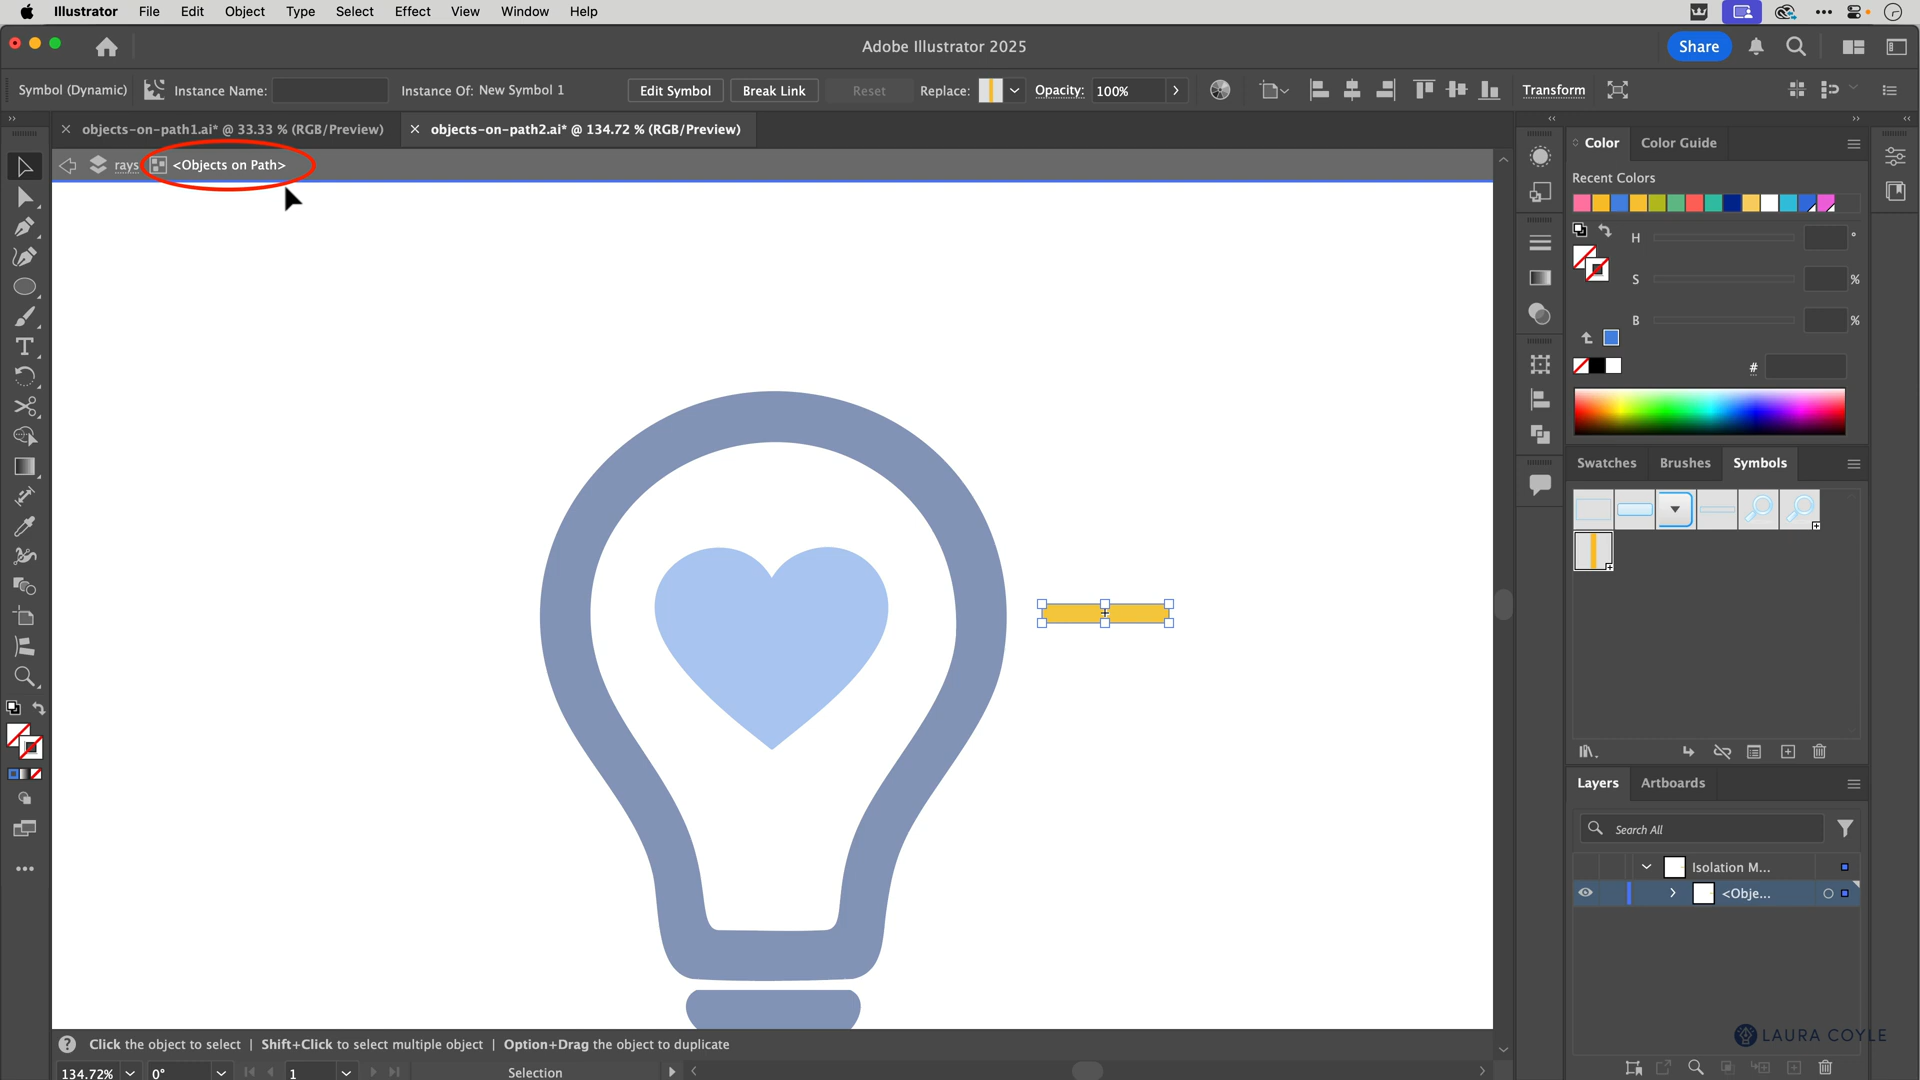 Illustrator File Edit Object Type Select Effect View Window Help
Adobe Illustrator 2025
Share
Symbol (Dynamic) Instance Name: Instance Of: New Symbol 1 Edit Symbol Break Link Reset Replace: Opacity: 100% Transform
objects-on-path1.ai* @ 33.33 % (RGB/Preview) objects-on-path2.ai* @ 134.72 % (RGB/Preview)
rays <Objects on Path>
Color Color Guide
Recent Colors
H °
S %
B %
#
Swatches Brushes Symbols
Layers Artboards
Search All
Isolation M...
<Obje...
LAURA COYLE
Click the object to select | Shift+Click to select multiple object | Option+Drag the object to duplicate
134.72% 0° 1 Selection